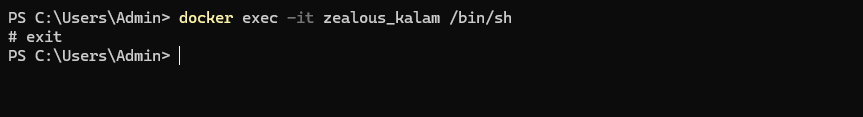 PS C:\Users\Admin> docker exec -it zealous_kalam /bin/sh
# exit
PS C:\Users\Admin>